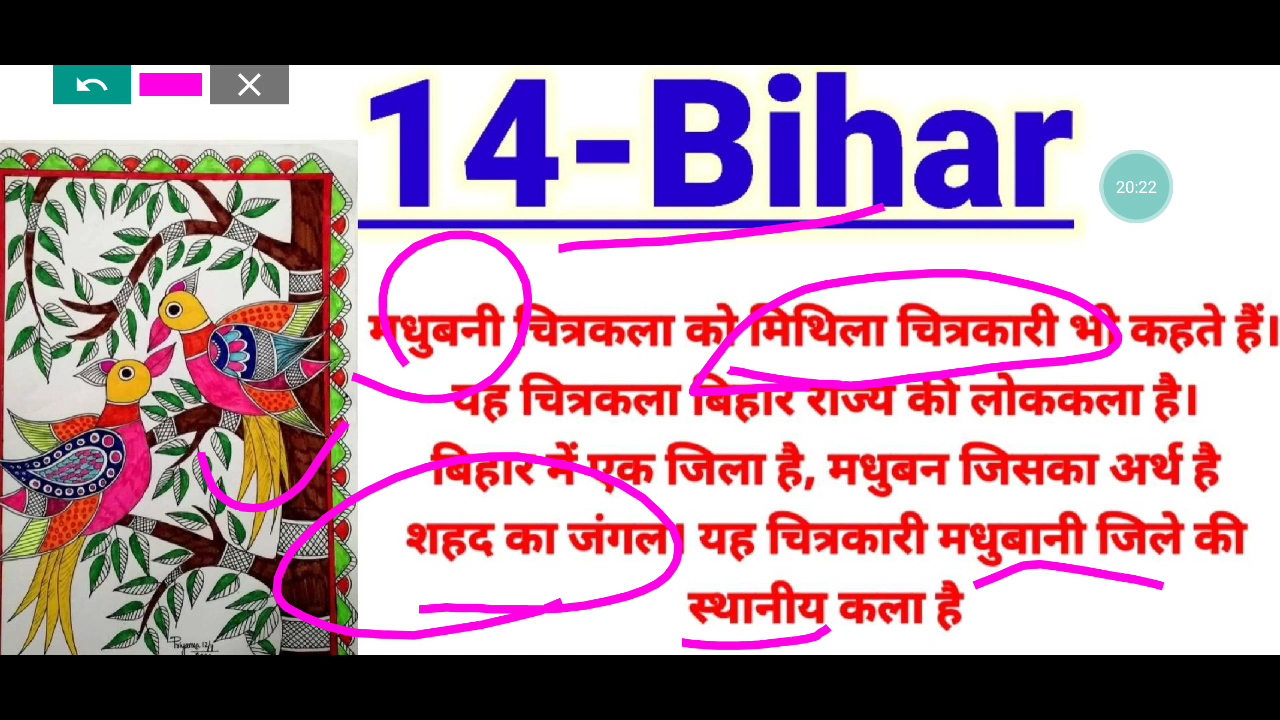 14-Bihar
20:22
मधुबनी चित्रकला को मिथिला चित्रकारी भी कहते हैं।
यह चित्रकला बिहार राज्य की लोककला है।
बिहार में एक जिला है, मधुबन जिसका अर्थ है
शहद का जंगल। यह चित्रकारी मधुबानी जिले की
स्थानीय कला है